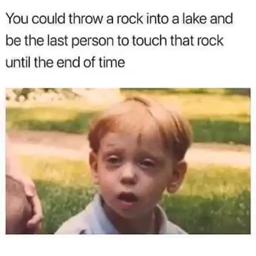 You could throw a rock into a lake and
be the last person to touch that rock
until the end of time